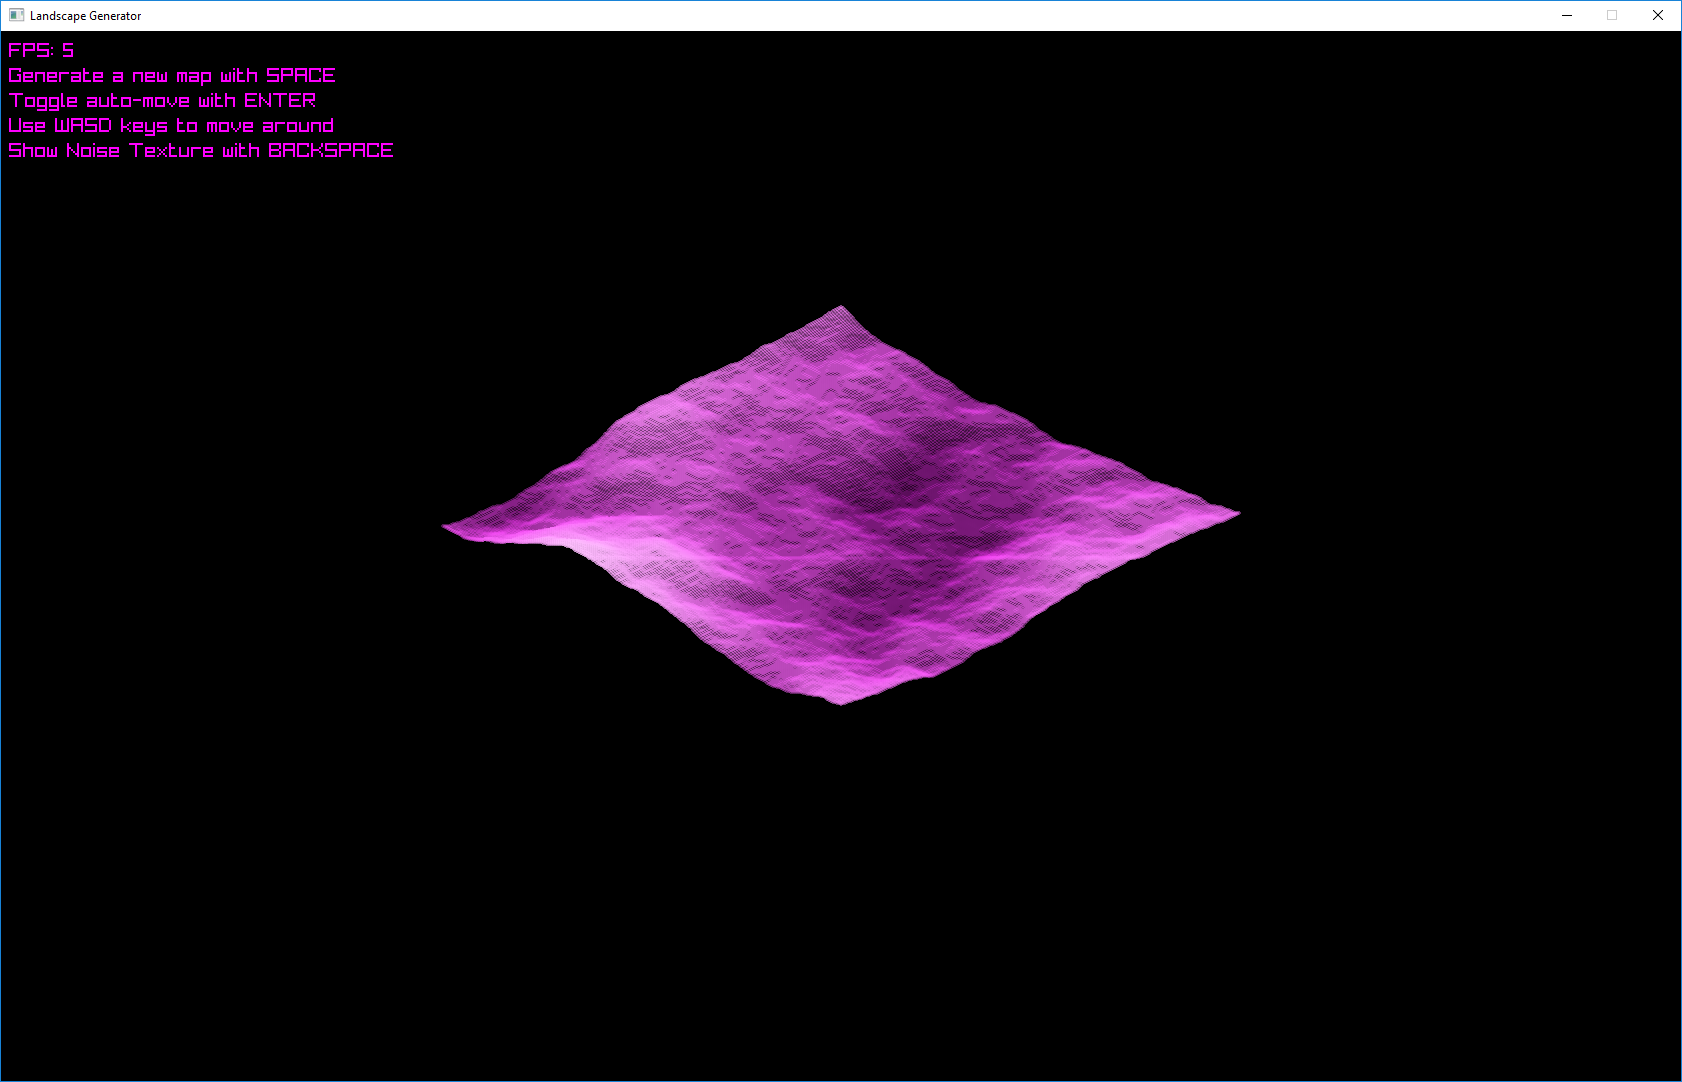 Landscape Generator
FPS: 5
Generate a new map with SPACE
Toggle auto-move with ENTER
Use WASD keys to move around
Show Noise Texture with BACKSPACE